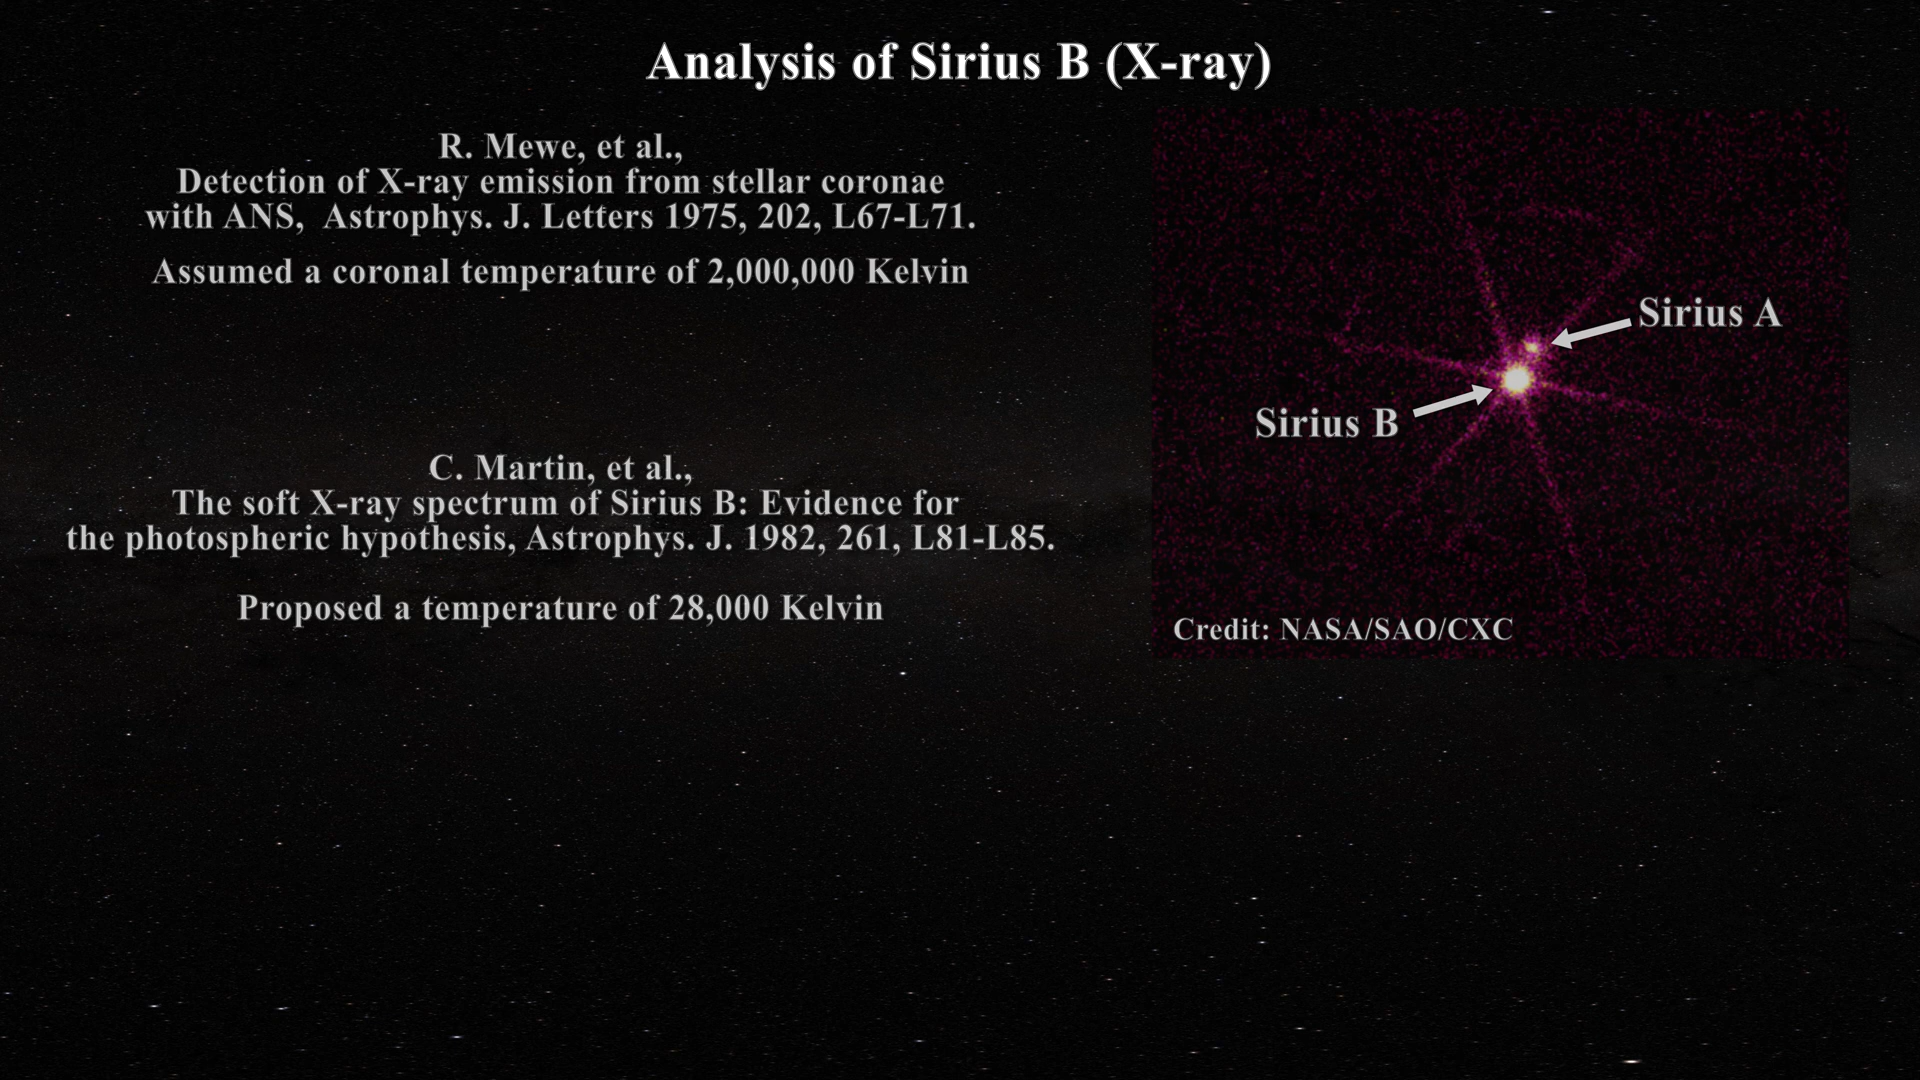 Analysis of Sirius B (X-ray)
R. Mewe, et al.,
Detection of X-ray emission from stellar coronae
with ANS,  Astrophys. J. Letters 1975, 202, L67-L71.
Assumed a coronal temperature of 2,000,000 Kelvin
C. Martin, et al.,
The soft X-ray spectrum of Sirius B: Evidence for
the photospheric hypothesis, Astrophys. J. 1982, 261, L81-L85.
Proposed a temperature of 28,000 Kelvin
Sirius A
Sirius B
Credit: NASA/SAO/CXC